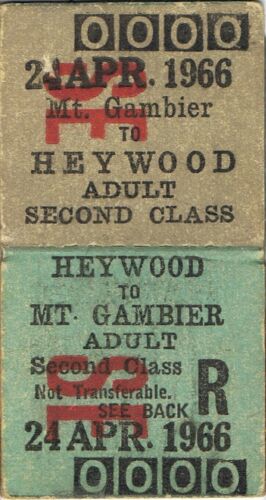 0000
24 APR. 1966
Mt. Gambier
TO
HEYWOOD
ADULT
SECOND CLASS
HEYWOOD
TO
MT. GAMBIER
ADULT
Second Class
R
Not Transferable.
SEE BACK
24 APR. 1966
0000